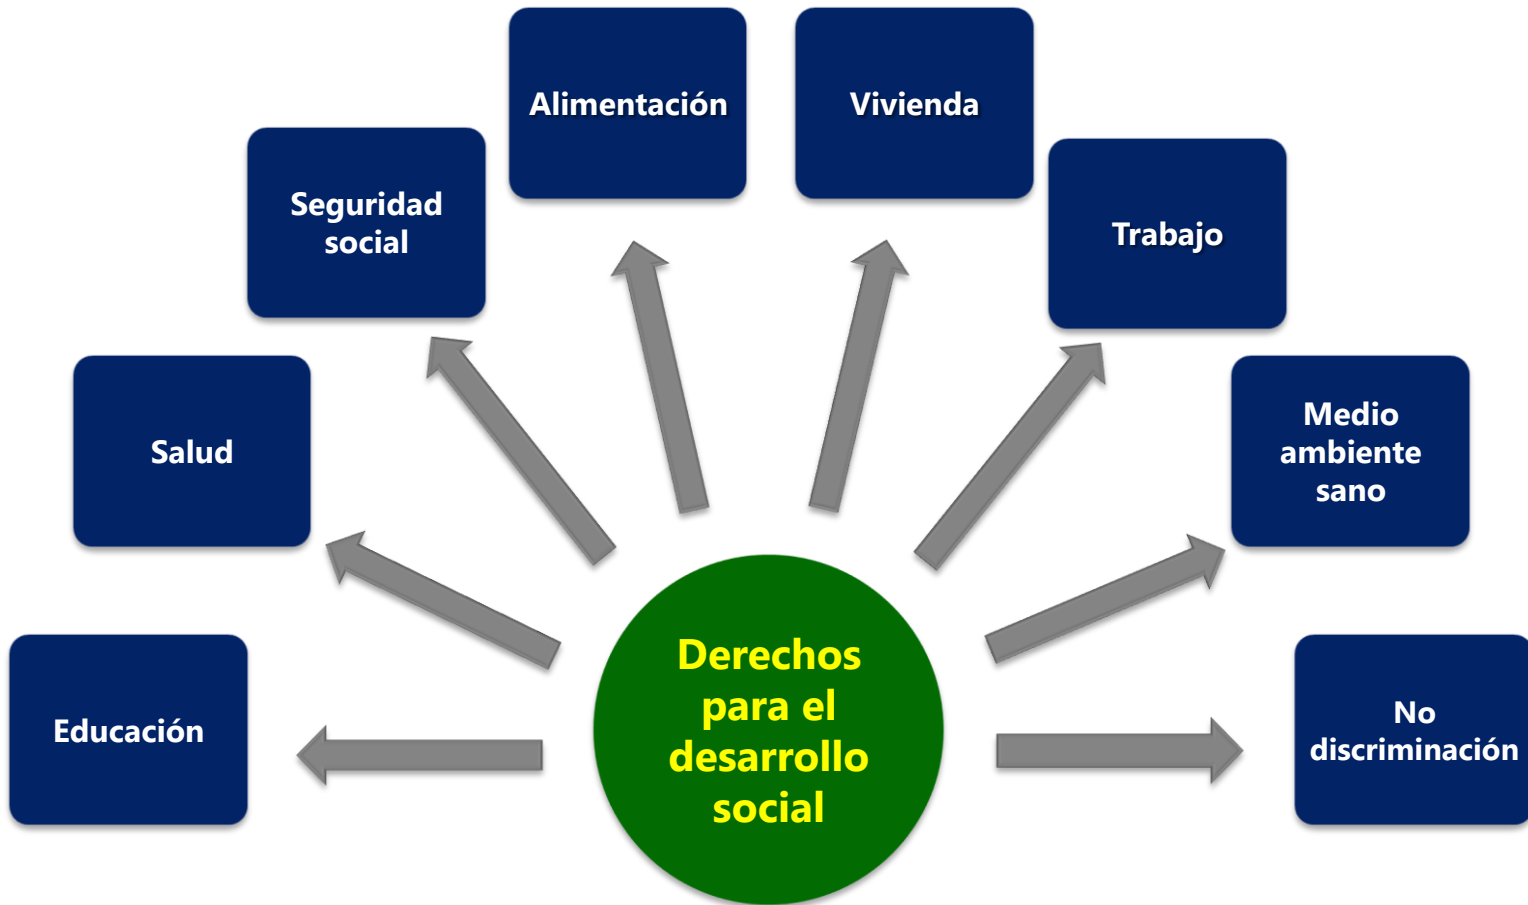 Alimentación
Vivienda
Seguridad
social
Trabajo
Salud
Medio
ambiente
sano
Educación
Derechos
para el
desarrollo
social
No
discriminación